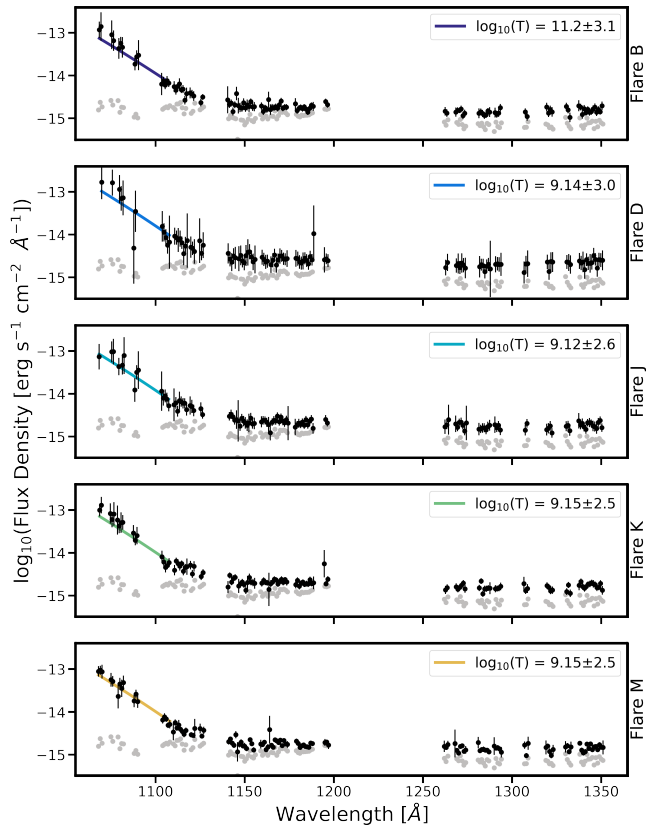 log₁₀(Flux Density [erg s⁻¹ cm⁻² Å⁻¹])
−13
−14
−15
log₁₀(T) = 11.2±3.1
Flare B
−13
−14
−15
log₁₀(T) = 9.14±3.0
Flare D
−13
−14
−15
log₁₀(T) = 9.12±2.6
Flare J
−13
−14
−15
log₁₀(T) = 9.15±2.5
Flare K
−13
−14
−15
log₁₀(T) = 9.15±2.5
Flare M
1100 1150 1200 1250 1300 1350
Wavelength [Å]